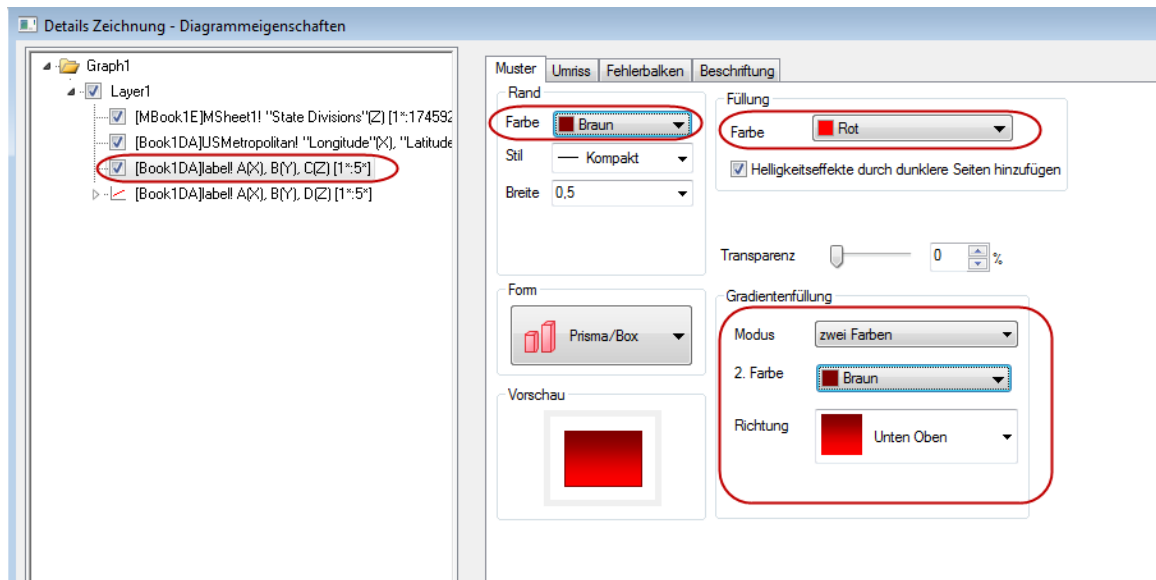 Details Zeichnung - Diagrammeigenschaften
Graph1
Layer1
[MBook1E]MSheet1! "State Divisions"(Z) [1*:174592
[Book1DA]USMetropolitan! "Longitude"(X), "Latitude
[Book1DA]label! A(X), B(Y), C(Z) [1*:5*]
[Book1DA]label! A(X), B(Y), D(Z) [1*:5*]
Muster Umriss Fehlerbalken Beschriftung
Rand
Farbe Braun
Stil Kompakt
Breite 0,5
Füllung
Farbe Rot
Helligkeitseffekte durch dunklere Seiten hinzufügen
Transparenz 0 %
Form
Prisma/Box
Vorschau
Gradientenfüllung
Modus zwei Farben
2. Farbe Braun
Richtung Unten Oben